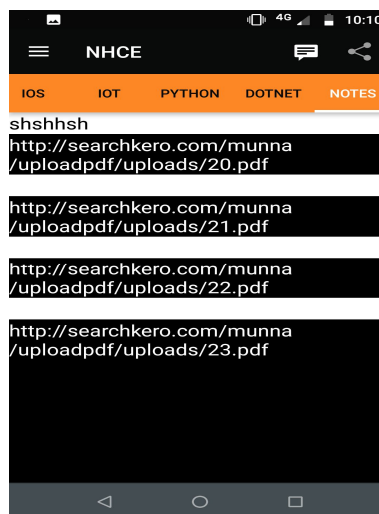 4G 10:10
NHCE
IOS IOT PYTHON DOTNET NOTES
shshhsh
http://searchkero.com/munna
/uploadpdf/uploads/20.pdf
http://searchkero.com/munna
/uploadpdf/uploads/21.pdf
http://searchkero.com/munna
/uploadpdf/uploads/22.pdf
http://searchkero.com/munna
/uploadpdf/uploads/23.pdf